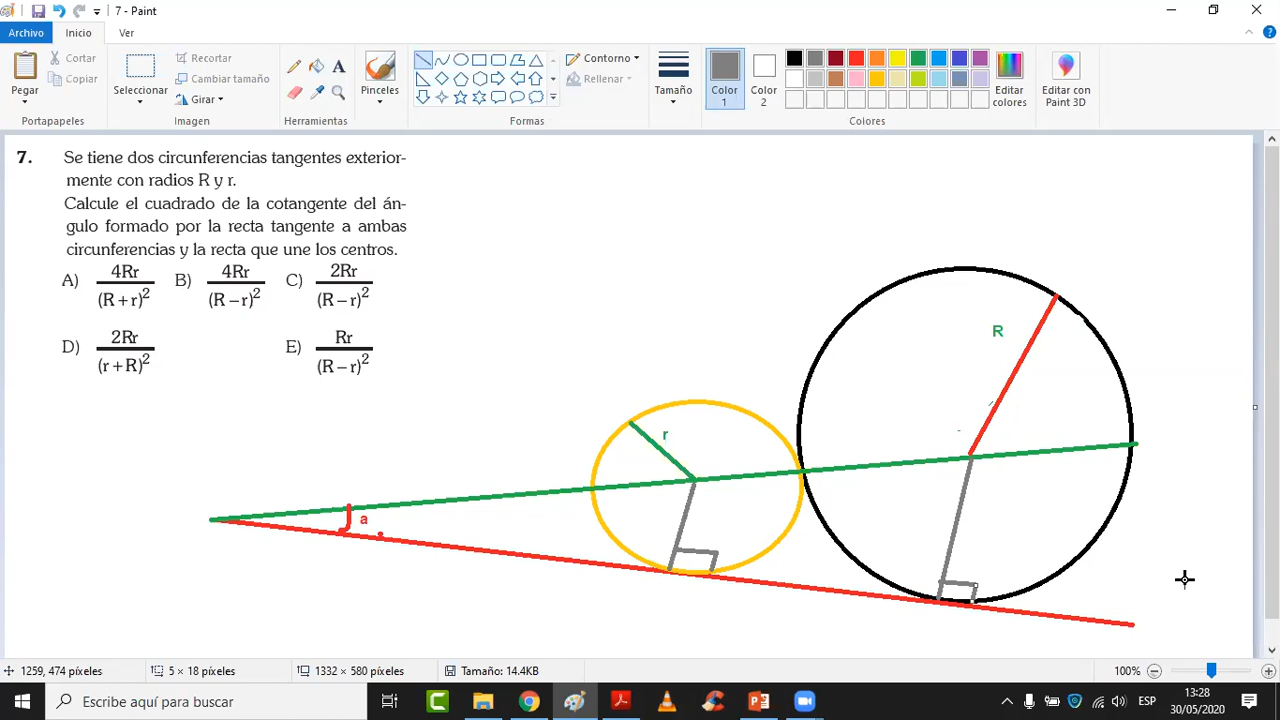 7 - Paint
Archivo Inicio Ver
Pegar
Cortar
Copiar
Portapapeles
Seleccionar
Recortar
Cambiar tamaño
Girar
Imagen
Herramientas
Pinceles
Contorno
Rellenar
Formas
Tamaño
Color 1
Color 2
Editar colores
Colores
Editar con Paint 3D
7. Se tiene dos circunferencias tangentes exterior-
mente con radios R y r.
Calcule el cuadrado de la cotangente del án-
gulo formado por la recta tangente a ambas
circunferencias y la recta que une los centros.
A) 4Rr / (R + r)² B) 4Rr / (R – r)² C) 2Rr / (R – r)²
D) 2Rr / (r + R)² E) Rr / (R – r)²
R
r
a
1259, 474 píxeles 5 × 18 píxeles 1332 × 580 píxeles Tamaño: 14.4KB 100%
Escribe aquí para buscar
ESP
13:28
30/05/2020